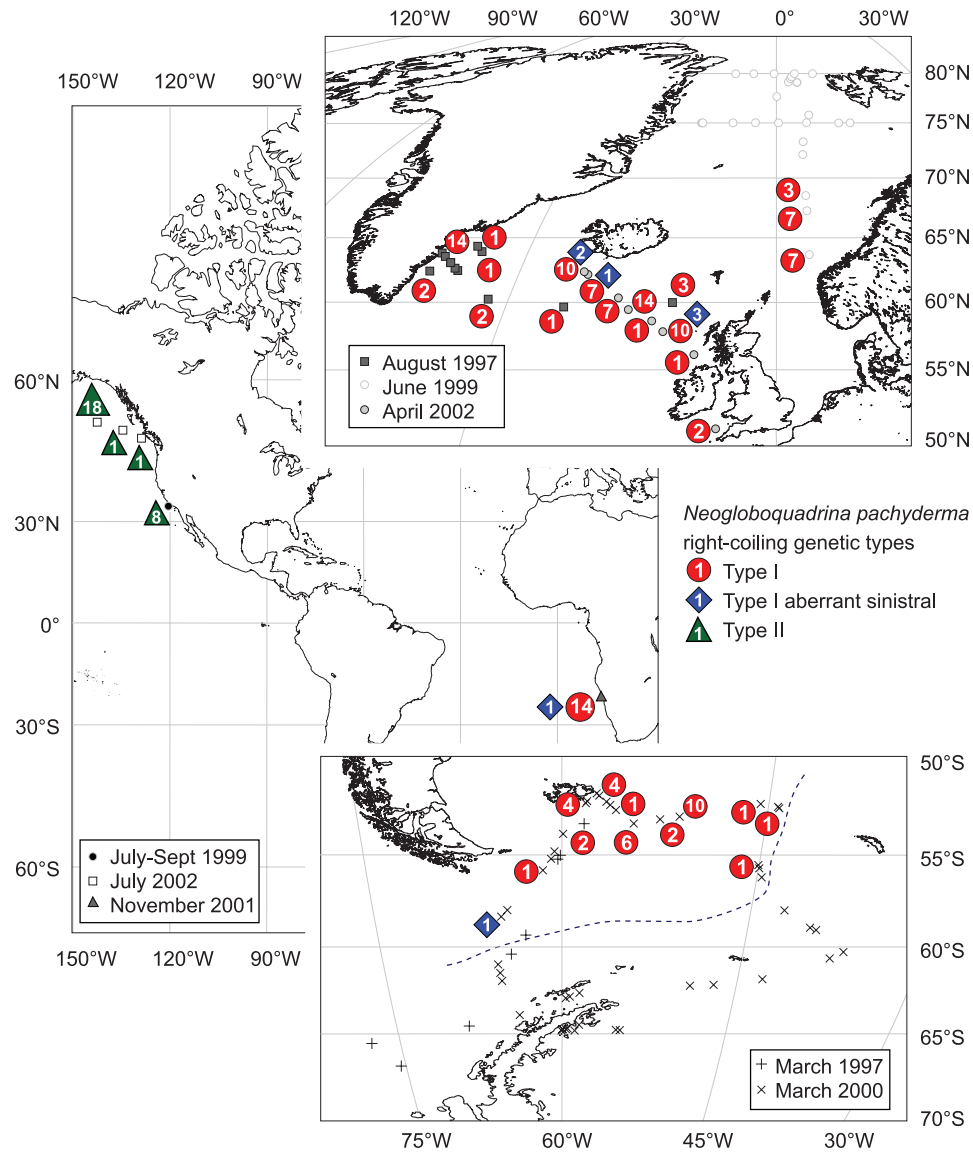 120°W 90°W 60°W 30°W 0° 30°W
150°W 120°W 90°W
80°N
75°N
70°N
3
7
65°N
14 1
2
10 1
7
2
1
3
7
60°N
2
7 14
3
1
1 10
1
August 1997
June 1999
April 2002
55°N
2
50°N
60°N
18
1
1
30°N
8
Neogloboquadrina pachyderma
right-coiling genetic types
1 Type I
1 Type I aberrant sinistral
1 Type II
0°
30°S
1 14
50°S
4
4 1 10 1
1
2 6 2
1 1
55°S
1
60°S
July-Sept 1999
July 2002
November 2001
60°S
150°W 120°W 90°W
65°S
March 1997
March 2000
70°S
75°W 60°W 45°W 30°W